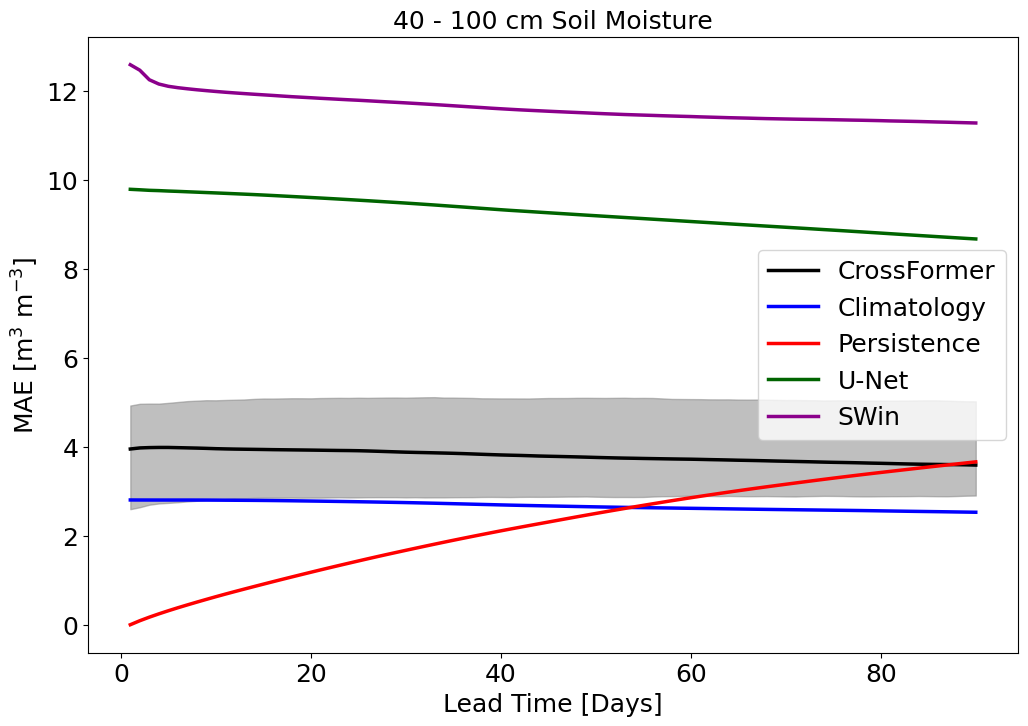 40 - 100 cm Soil Moisture
MAE [m³ m⁻³]
12
10
8
6
4
2
0
CrossFormer
Climatology
Persistence
U-Net
SWin
0 20 40 60 80
Lead Time [Days]